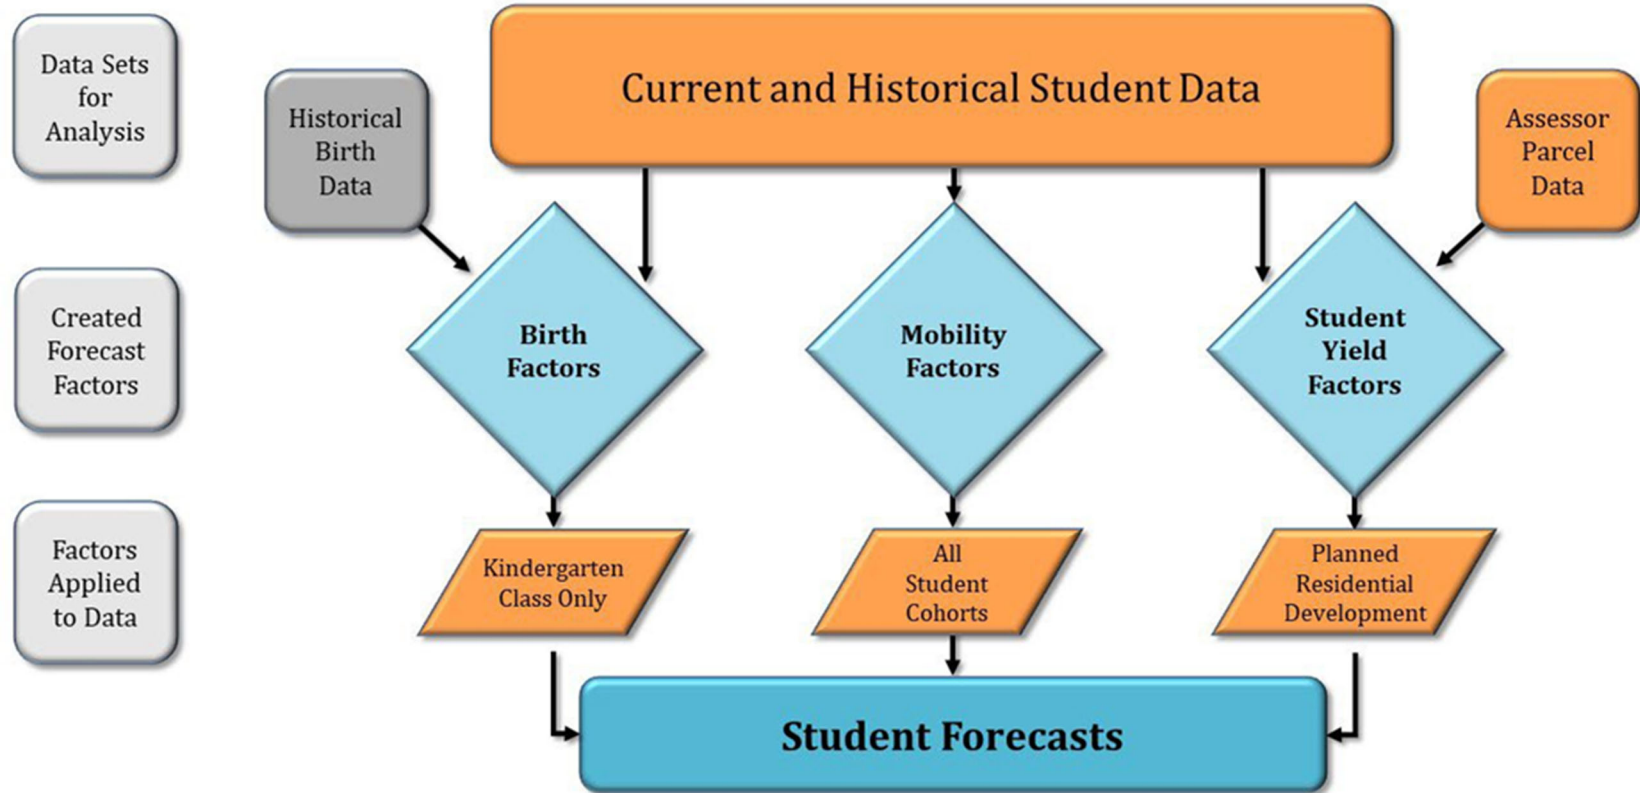 Data Sets
for
Analysis
Historical
Birth
Data
Current and Historical Student Data
Assessor
Parcel
Data
Created
Forecast
Factors
Birth
Factors
Mobility
Factors
Student
Yield
Factors
Factors
Applied
to Data
Kindergarten
Class Only
All
Student
Cohorts
Planned
Residential
Development
Student Forecasts